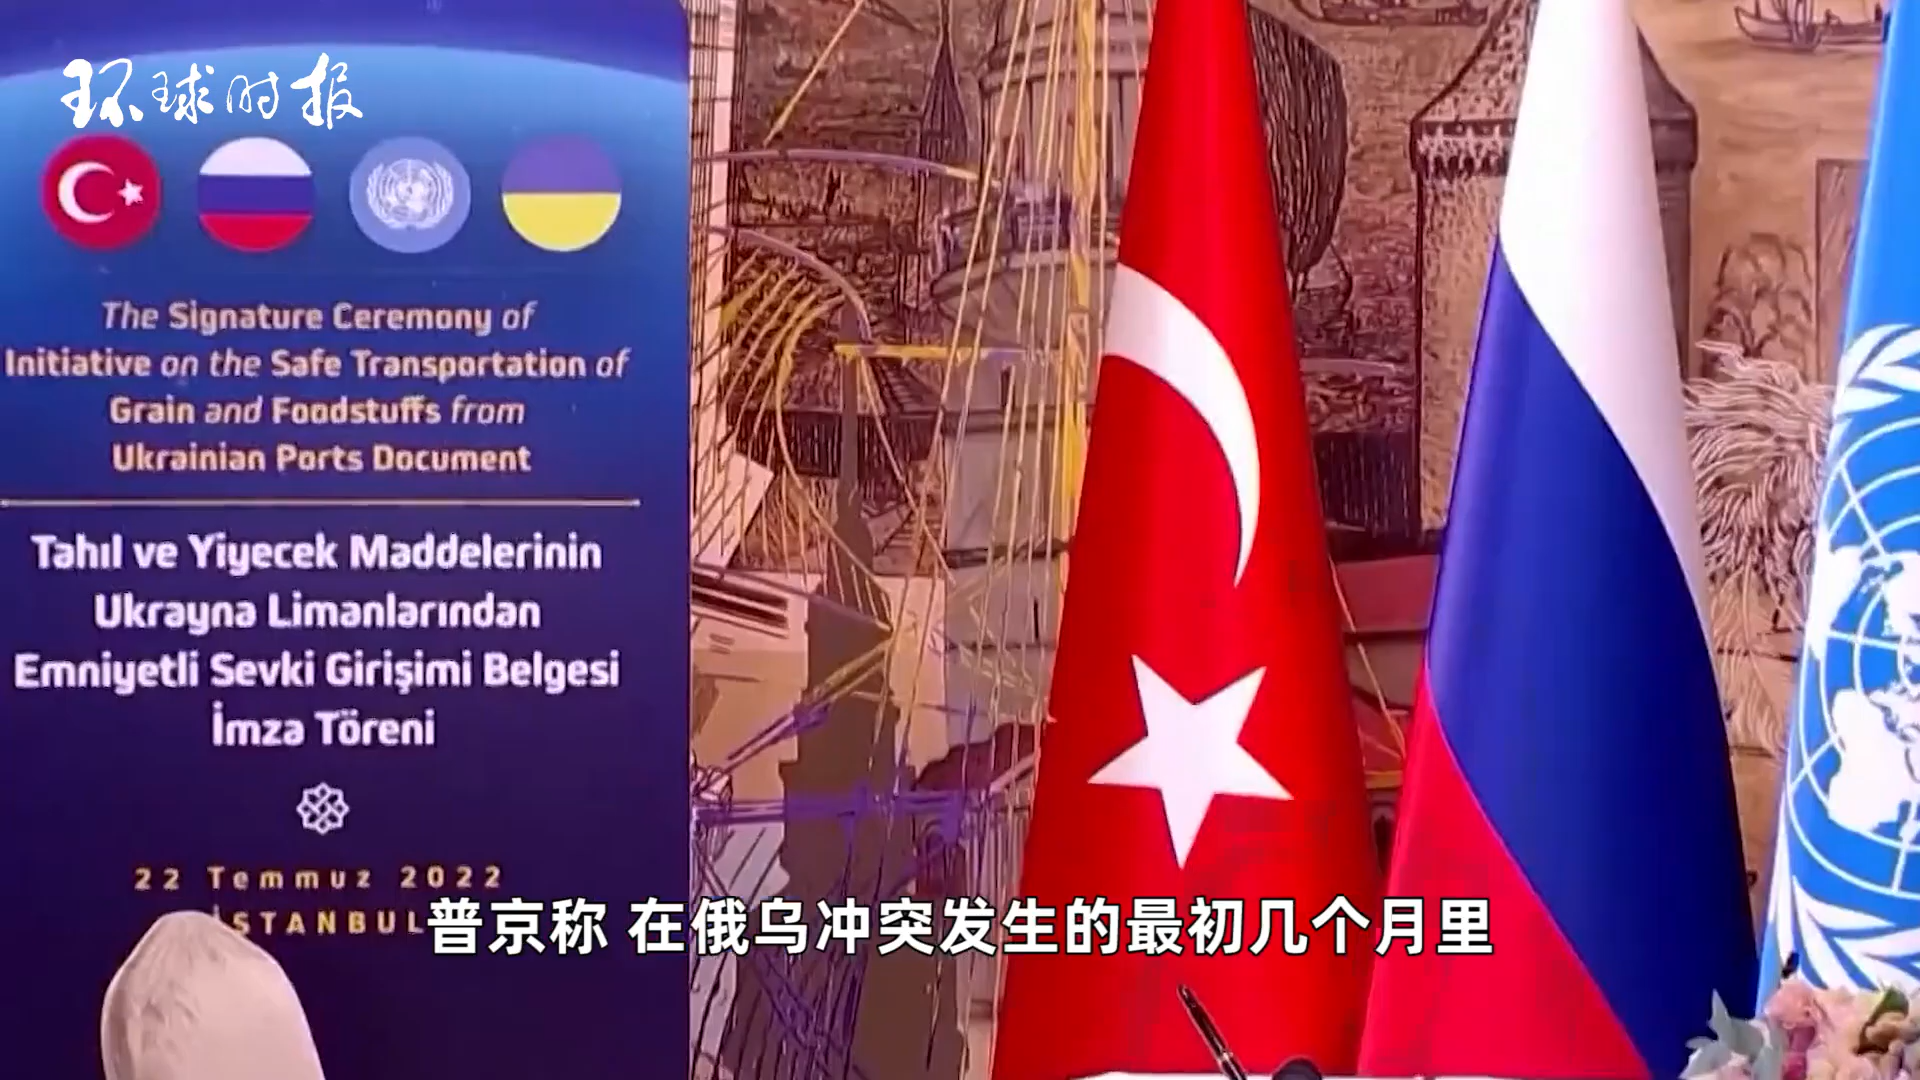 环球时报
The Signature Ceremony of
Initiative on the Safe Transportation of
Grain and Foodstuffs from
Ukrainian Ports Document
Tahıl ve Yiyecek Maddelerinin
Ukrayna Limanlarından
Emniyetli Sevki Girişimi Belgesi
İmza Töreni
22 Temmuz 2022
İSTANBUL
普京称 在俄乌冲突发生的最初几个月里